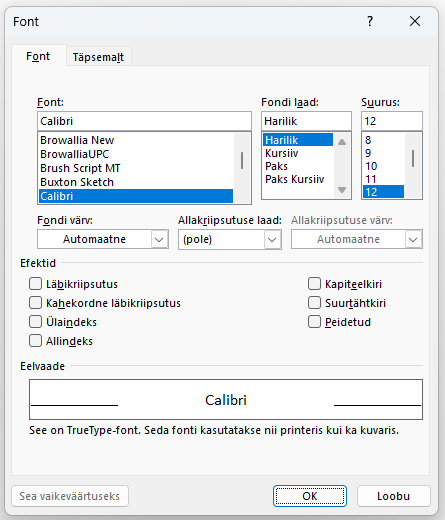 Font
?
Font Täpsemalt
Font: Fondi laad: Suurus:
Calibri Harilik 12
Browallia New Harilik 8
BrowalliaUPC Kursiiv 9
Brush Script MT Paks 10
Buxton Sketch Paks Kursiiv 11
Calibri 12
Fondi värv: Allakriipsutuse laad: Allakriipsutuse värv:
Automaatne (pole) Automaatne
Efektid
Läbikriipsutus Kapiteelkiri
Kahekordne läbikriipsutus Suurtähtkiri
Ülaindeks Peidetud
Allindeks
Eelvaade
Calibri
See on TrueType-font. Seda fonti kasutatakse nii printeris kui ka kuvaris.
Sea vaikeväärtuseks OK Loobu